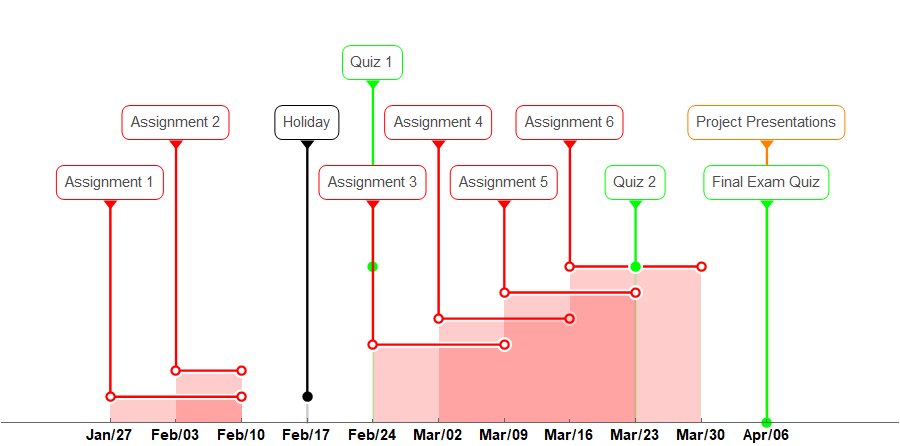 Quiz 1
Assignment 2
Holiday
Assignment 4
Assignment 6
Project Presentations
Assignment 1
Assignment 3
Assignment 5
Quiz 2
Final Exam Quiz
Jan/27 Feb/03 Feb/10 Feb/17 Feb/24 Mar/02 Mar/09 Mar/16 Mar/23 Mar/30 Apr/06